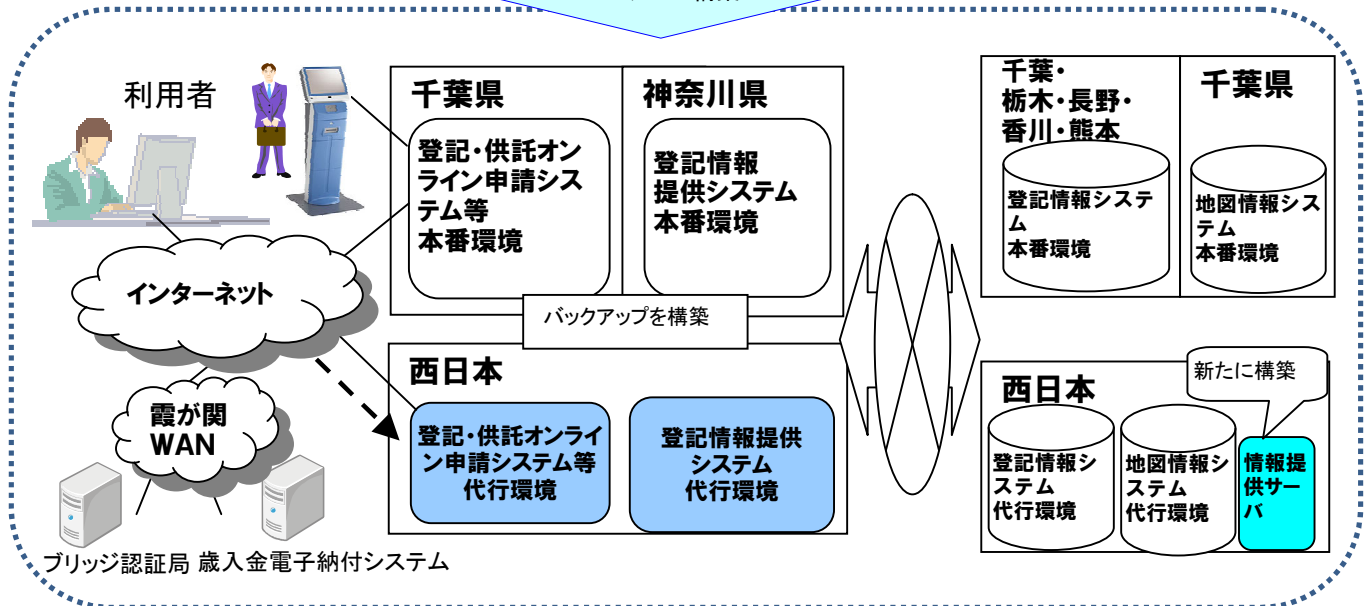 利用者
千葉県
登記・供託オン
ライン申請シス
テム等
本番環境
神奈川県
登記情報
提供システム
本番環境
千葉・
栃木・長野・
香川・熊本
登記情報システ
ム
本番環境
千葉県
地図情報シス
テム
本番環境
インターネット
バックアップを構築
西日本
登記・供託オンライ
ン申請システム等
代行環境
登記情報提供
システム
代行環境
新たに構築
西日本
登記情報シ
ステム
代行環境
地図情報シ
ステム
代行環境
情報提
供サー
バ
霞が関
WAN
ブリッジ認証局
歳入金電子納付システム